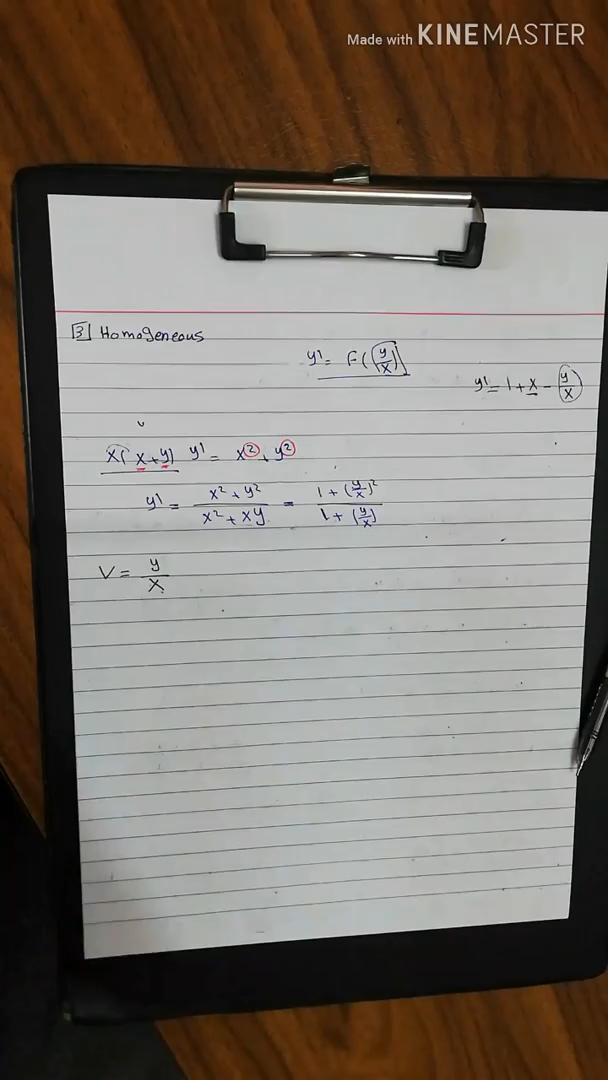 Made with KINEMASTER
[3] Homogeneous
y' = F(y/x)
y' = 1 + x - y/x
x(x+y) y' = x² + y²
y' = x² + y² / x² + xy = 1 + (y/x)² / 1 + (y/x)
V = y/x